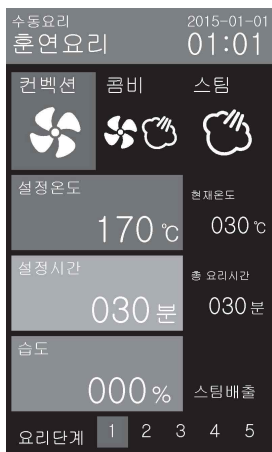 수동요리 2015-01-01
훈연요리 01:01
컨벡션 콤비 스팀
설정온도 현재온도
170 ℃ 030 ℃
설정시간 총 요리시간
030 분 030 분
습도
000 % 스팀배출
요리단계 1 2 3 4 5